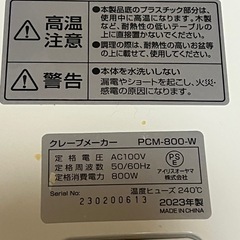 高温
注意
●本製品底のプラスチック部分は、
使用中に高温になります。本
製品は、耐熱性の低いテーブルの
上に直接置かないでください。
●調理の際は、耐熱性の高いお盆等
の上に載せて使用してください。
警告
●本体を水洗いしない
漏電やショートを起こし、火災・
感電の原因になります。
クレープメーカー PCM-800-W
定格電圧 AC100V
定格周波数 50/60Hz
定格消費電力 800W
PSE
アイリスオーヤマ
株式会社
温度ヒューズ 240℃
Serial No.:
230200613
2023年製
MADE IN CHINA